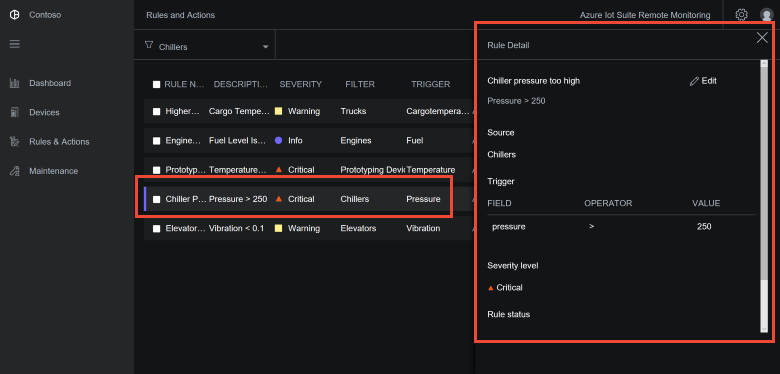 Contoso
Rules and Actions
Azure Iot Suite Remote Monitoring
Chillers
Dashboard
Devices
Rules & Actions
Maintenance
RULE N... DESCRIPTI... SEVERITY FILTER TRIGGER
Higher... Cargo Tempe... Warning Trucks Cargotempera...
Engine... Fuel Level Is... Info Engines Fuel
Prototyp... Temperature... Critical Prototyping Devi Temperature
Chiller P... Pressure > 250 Critical Chillers Pressure
Elevator... Vibration < 0.1 Warning Elevators Vibration
Rule Detail
Chiller pressure too high Edit
Pressure > 250
Source
Chillers
Trigger
FIELD OPERATOR VALUE
pressure > 250
Severity level
Critical
Rule status